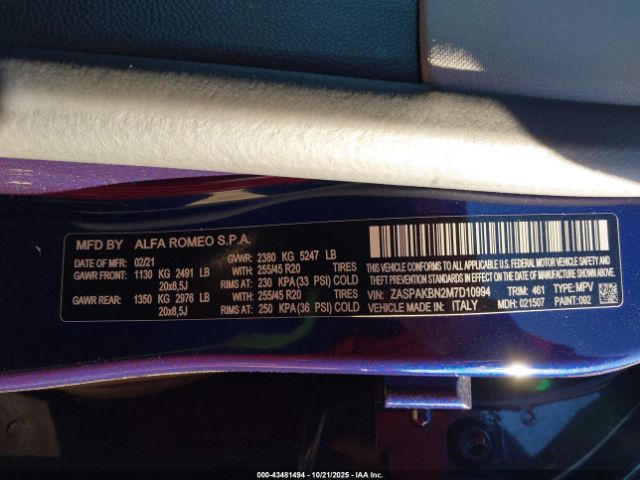 MFD BY ALFA ROMEO S.P.A.
DATE OF MFR: 02/21 GVWR: 2380 KG 5247 LB
GAWR FRONT: 1130 KG 2491 LB WITH: 255/45 R20 TIRES
20x8,5J RIMS AT: 230 KPA(33 PSI) COLD
GAWR REAR: 1350 KG 2976 LB WITH: 255/45 R20 TIRES
20x8,5J RIMS AT: 250 KPA(36 PSI) COLD
THIS VEHICLE CONFORMS TO ALL APPLICABLE U.S. FEDERAL MOTOR VEHICLE
SAFETY, BUMPER, AND THEFT PREVENTION STANDARDS IN EFFECT ON THE DATE OF MANUFACTURE SHOWN ABOVE.
VIN: ZASPAKBN2M7D10994 TRIM: 461 TYPE: MPV
VEHICLE MADE IN: ITALY MDH: 021507 PAINT: 092
000-43481494 - 10/21/2025 - IAA Inc.